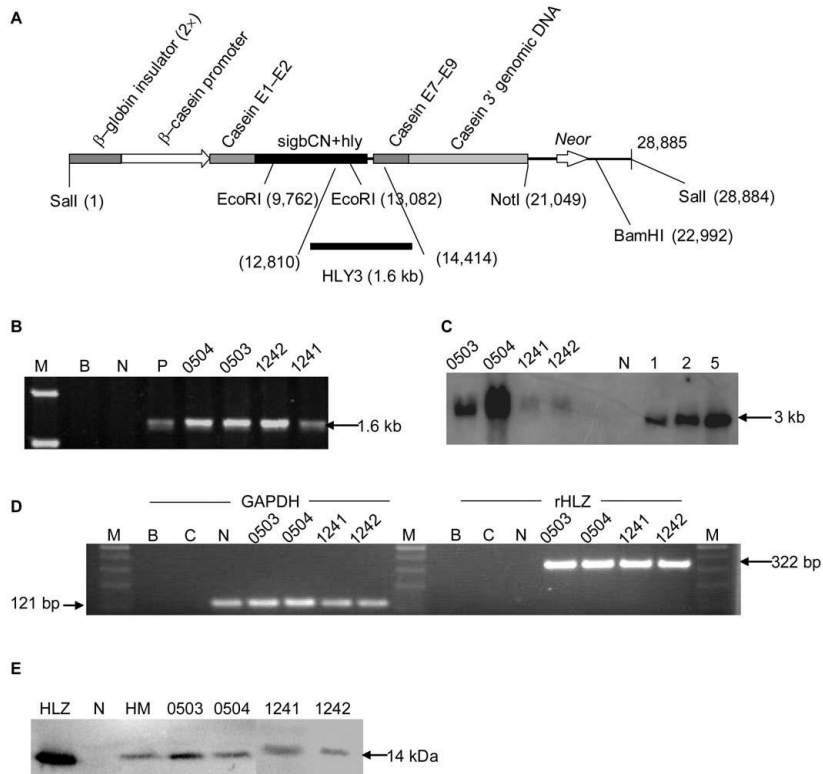 A
β–globin insulator (2×)
β–casein promoter
Casein E1–E2
sigbCN+hly
Casein E7–E9
Casein 3' genomic DNA
Neor
28,885
SalI (1)
EcoRI (9,762)
EcoRI (13,082)
NotI (21,049)
SalI (28,884)
BamHI (22,992)
(12,810)
(14,414)
HLY3 (1.6 kb)
B
M B N P 0504 0503 1242 1241
1.6 kb
C
0503 0504 1241 1242 N 1 2 5
3 kb
D
GAPDH rHLZ
M B C N 0503 0504 1241 1242 M B C N 0503 0504 1241 1242 M
322 bp
121 bp
E
HLZ N HM 0503 0504 1241 1242
14 kDa